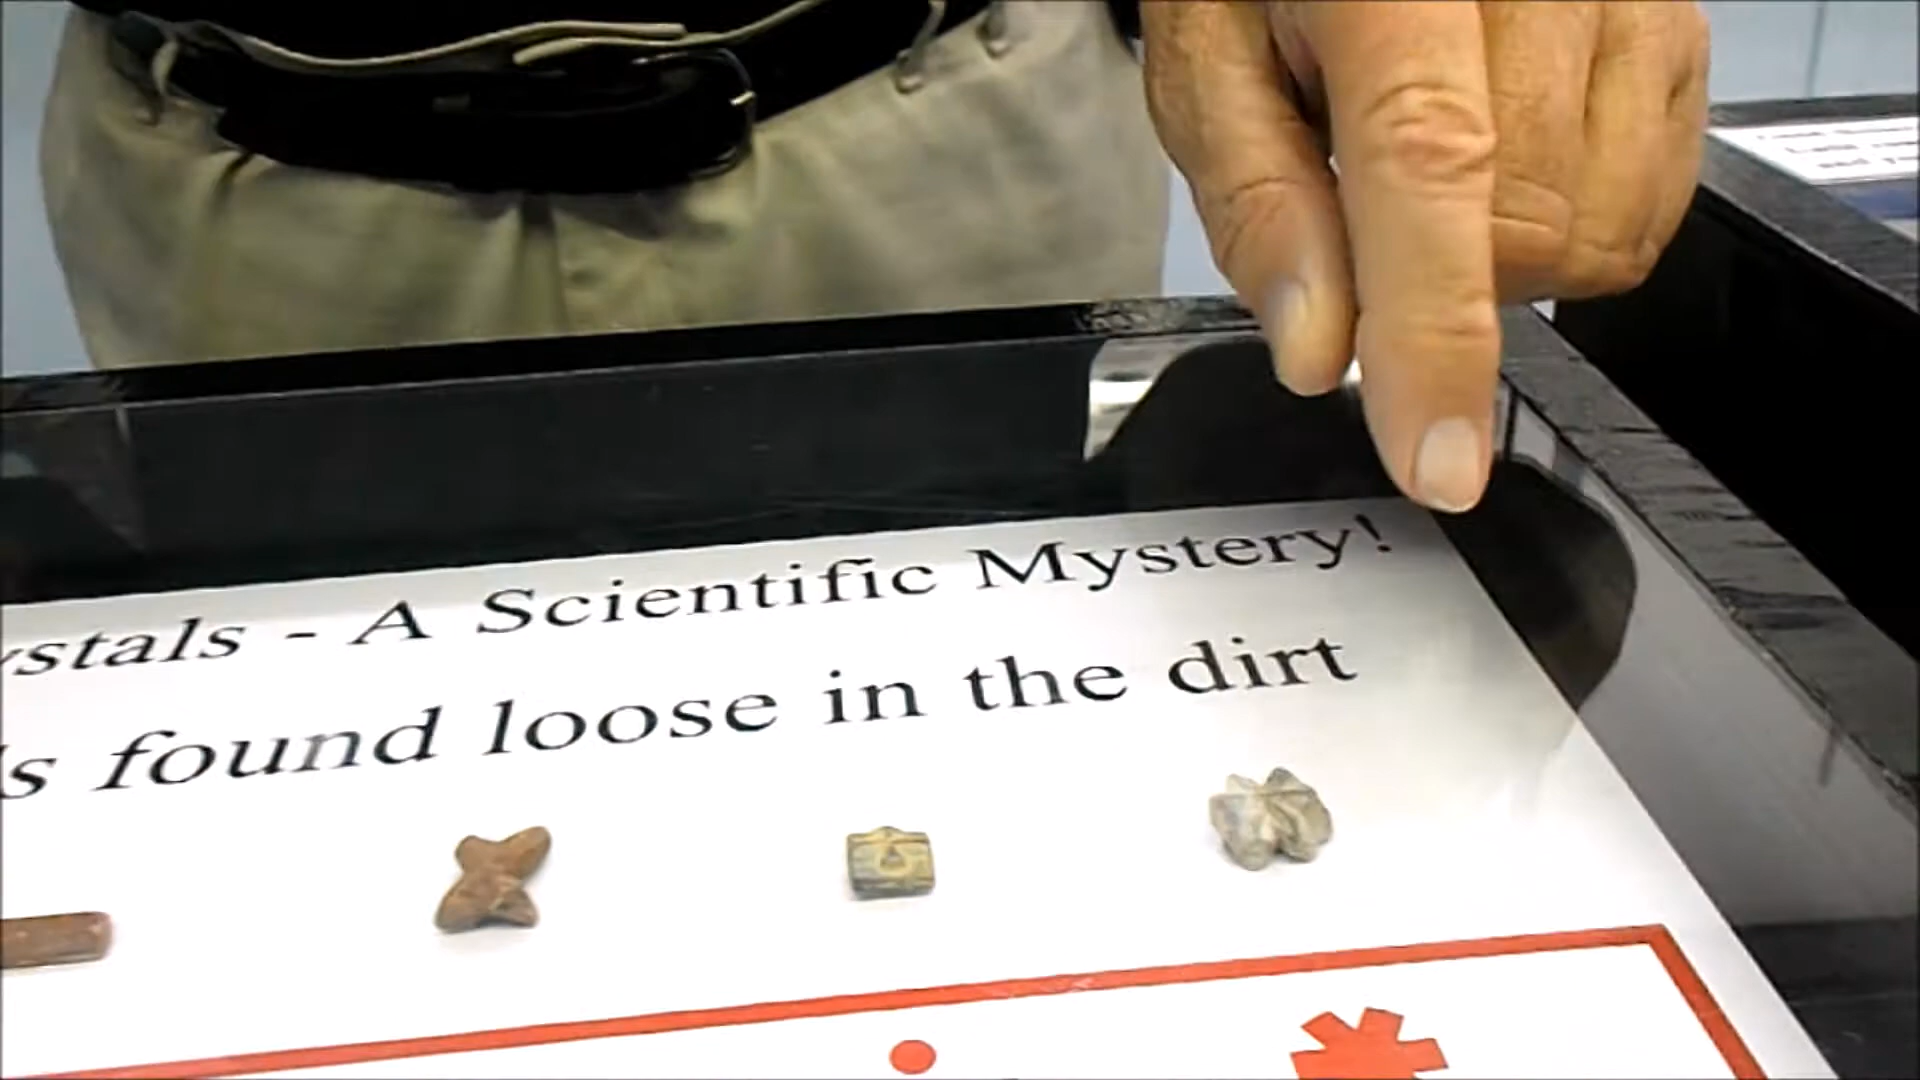 ystals - A Scientific Mystery!
s found loose in the dirt